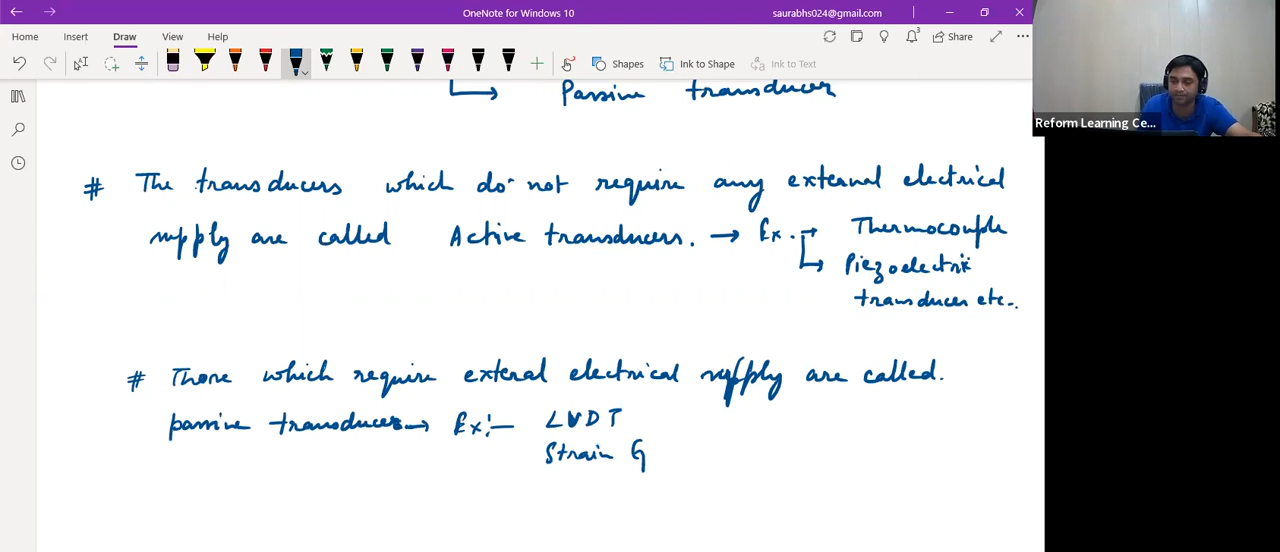 OneNote for Windows 10
saurabhs024@gmail.com
Home Insert Draw View Help
Share
Shapes
Ink to Shape
Ink to Text
Reform Learning Ce...
Passive transducer
# The transducers which do not require any external electrical
supply are called Active transducers. → Ex. → Thermocouple
Piezoelectric
transducer etc..
# Those which require exteral electrical supply are called.
passive transducers → Ex:- LVDT
Strain G